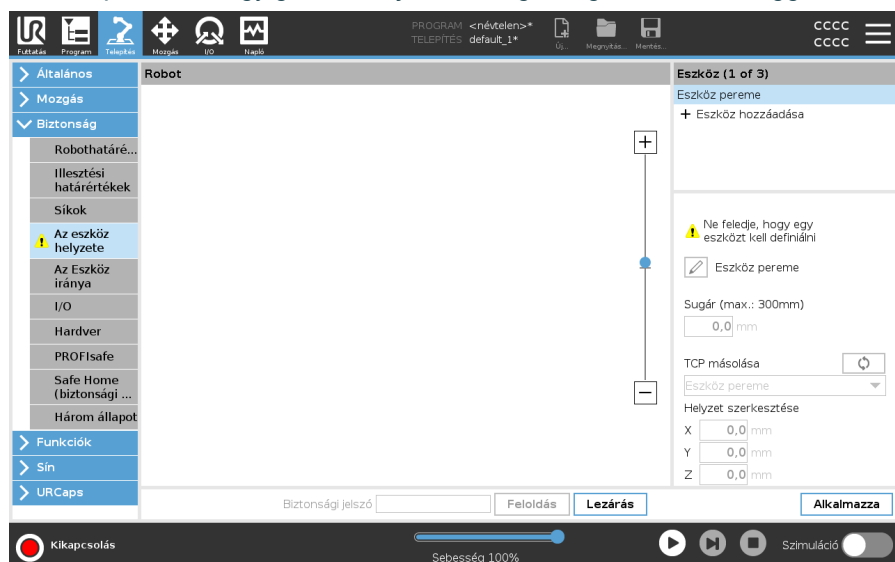 PROGRAM <névtelen>*
TELEPÍTÉS default_1*
Futtatás Program Telepítés Mozgás I/O Napló
Új... Megnyitás... Mentés...
cccc
cccc
Általános
Mozgás
Biztonság
Robothatáré...
Illesztési
határértékek
Síkok
Az eszköz
helyzete
Az Eszköz
iránya
I/O
Hardver
PROFIsafe
Safe Home
(biztonsági ...
Három állapot
Funkciók
Sín
URCaps
Robot
Eszköz (1 of 3)
Eszköz pereme
+ Eszköz hozzáadása
Ne feledje, hogy egy
eszközt kell definiálni
Eszköz pereme
Sugár (max.: 300mm)
0,0 mm
TCP másolása
Eszköz pereme
Helyzet szerkesztése
X 0,0 mm
Y 0,0 mm
Z 0,0 mm
Biztonsági jelszó Feloldás Lezárás Alkalmazza
Kikapcsolás
Sebesség 100%
Szimuláció